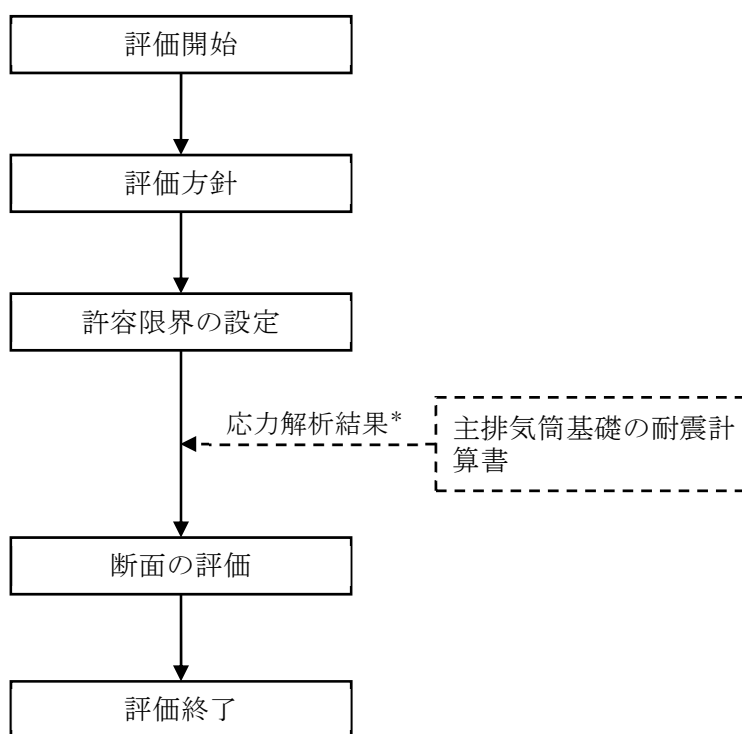 評価開始
評価方針
許容限界の設定
応力解析結果*
主排気筒基礎の耐震計
算書
断面の評価
評価終了